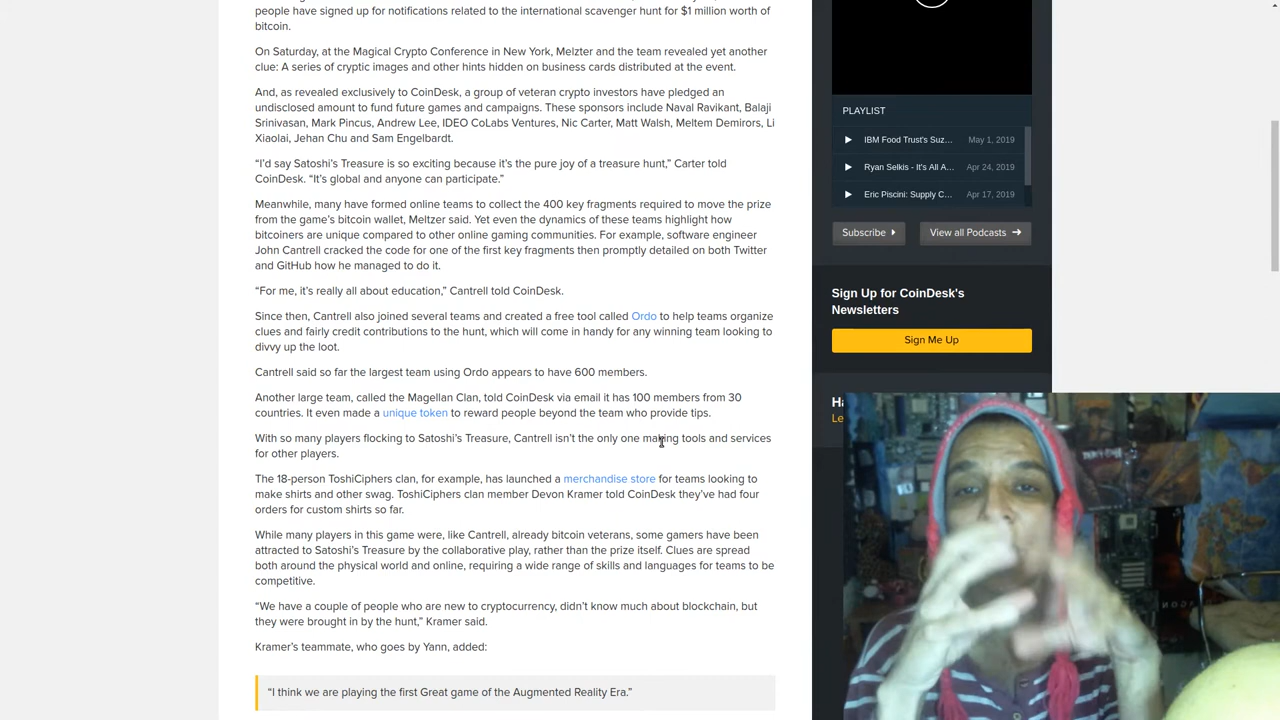 people have signed up for notifications related to the international scavenger hunt for $1 million worth of
bitcoin.
On Saturday, at the Magical Crypto Conference in New York, Melzter and the team revealed yet another
clue: A series of cryptic images and other hints hidden on business cards distributed at the event.
And, as revealed exclusively to CoinDesk, a group of veteran crypto investors have pledged an
undisclosed amount to fund future games and campaigns. These sponsors include Naval Ravikant, Balaji
Srinivasan, Mark Pincus, Andrew Lee, IDEO CoLabs Ventures, Nic Carter, Matt Walsh, Meltem Demirors, Li
Xiaolai, Jehan Chu and Sam Engelbardt.
“I’d say Satoshi’s Treasure is so exciting because it’s the pure joy of a treasure hunt,” Carter told
CoinDesk. “It’s global and anyone can participate.”
Meanwhile, many have formed online teams to collect the 400 key fragments required to move the prize
from the game’s bitcoin wallet, Meltzer said. Yet even the dynamics of these teams highlight how
bitcoiners are unique compared to other online gaming communities. For example, software engineer
John Cantrell cracked the code for one of the first key fragments then promptly detailed on both Twitter
and GitHub how he managed to do it.
“For me, it’s really all about education,” Cantrell told CoinDesk.
Since then, Cantrell also joined several teams and created a free tool called Ordo to help teams organize
clues and fairly credit contributions to the hunt, which will come in handy for any winning team looking to
divvy up the loot.
Cantrell said so far the largest team using Ordo appears to have 600 members.
Another large team, called the Magellan Clan, told CoinDesk via email it has 100 members from 30
countries. It even made a unique token to reward people beyond the team who provide tips.
With so many players flocking to Satoshi’s Treasure, Cantrell isn’t the only one making tools and services
for other players.
The 18-person ToshiCiphers clan, for example, has launched a merchandise store for teams looking to
make shirts and other swag. ToshiCiphers clan member Devon Kramer told CoinDesk they’ve had four
orders for custom shirts so far.
While many players in this game were, like Cantrell, already bitcoin veterans, some gamers have been
attracted to Satoshi’s Treasure by the collaborative play, rather than the prize itself. Clues are spread
both around the physical world and online, requiring a wide range of skills and languages for teams to be
competitive.
“We have a couple of people who are new to cryptocurrency, didn’t know much about blockchain, but
they were brought in by the hunt,” Kramer said.
Kramer’s teammate, who goes by Yann, added:
“I think we are playing the first Great game of the Augmented Reality Era.”
PLAYLIST
IBM Food Trust's Suz... May 1, 2019
Ryan Selkis - It's All A... Apr 24, 2019
Eric Piscini: Supply C... Apr 17, 2019
Subscribe View all Podcasts
Sign Up for CoinDesk's
Newsletters
Sign Me Up